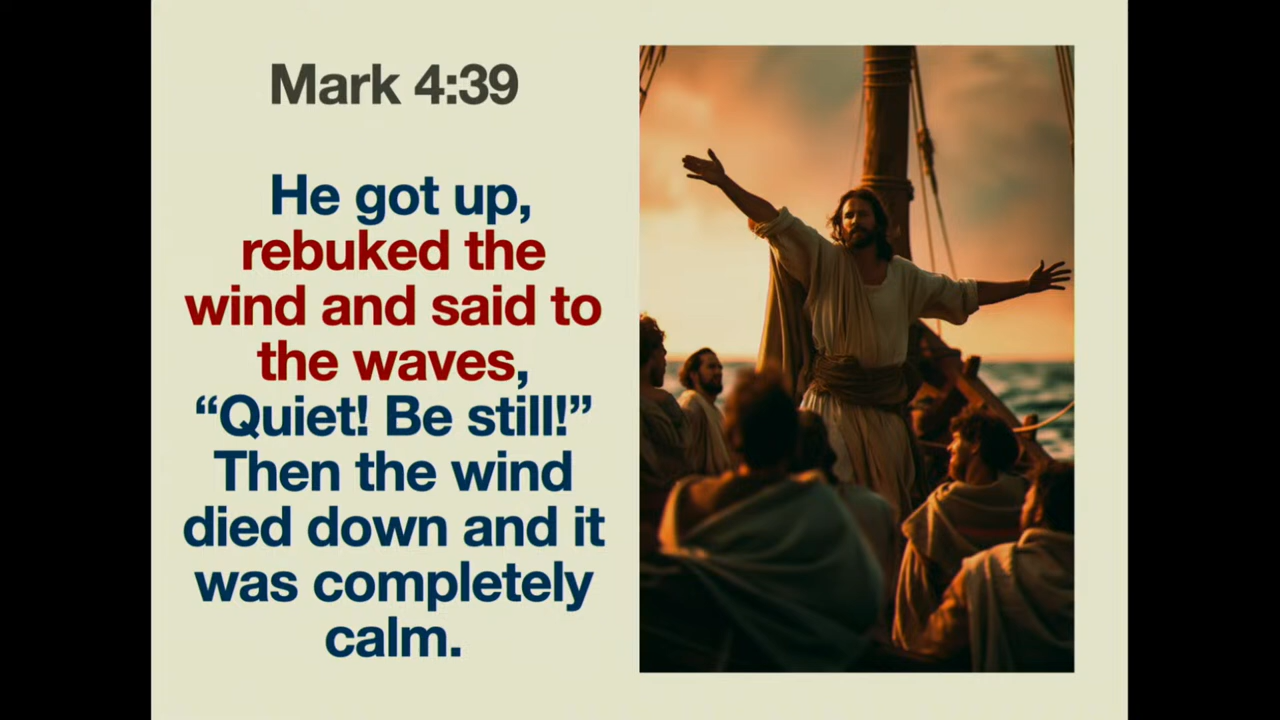 Mark 4:39
He got up,
rebuked the
wind and said to
the waves,
“Quiet! Be still!”
Then the wind
died down and it
was completely
calm.